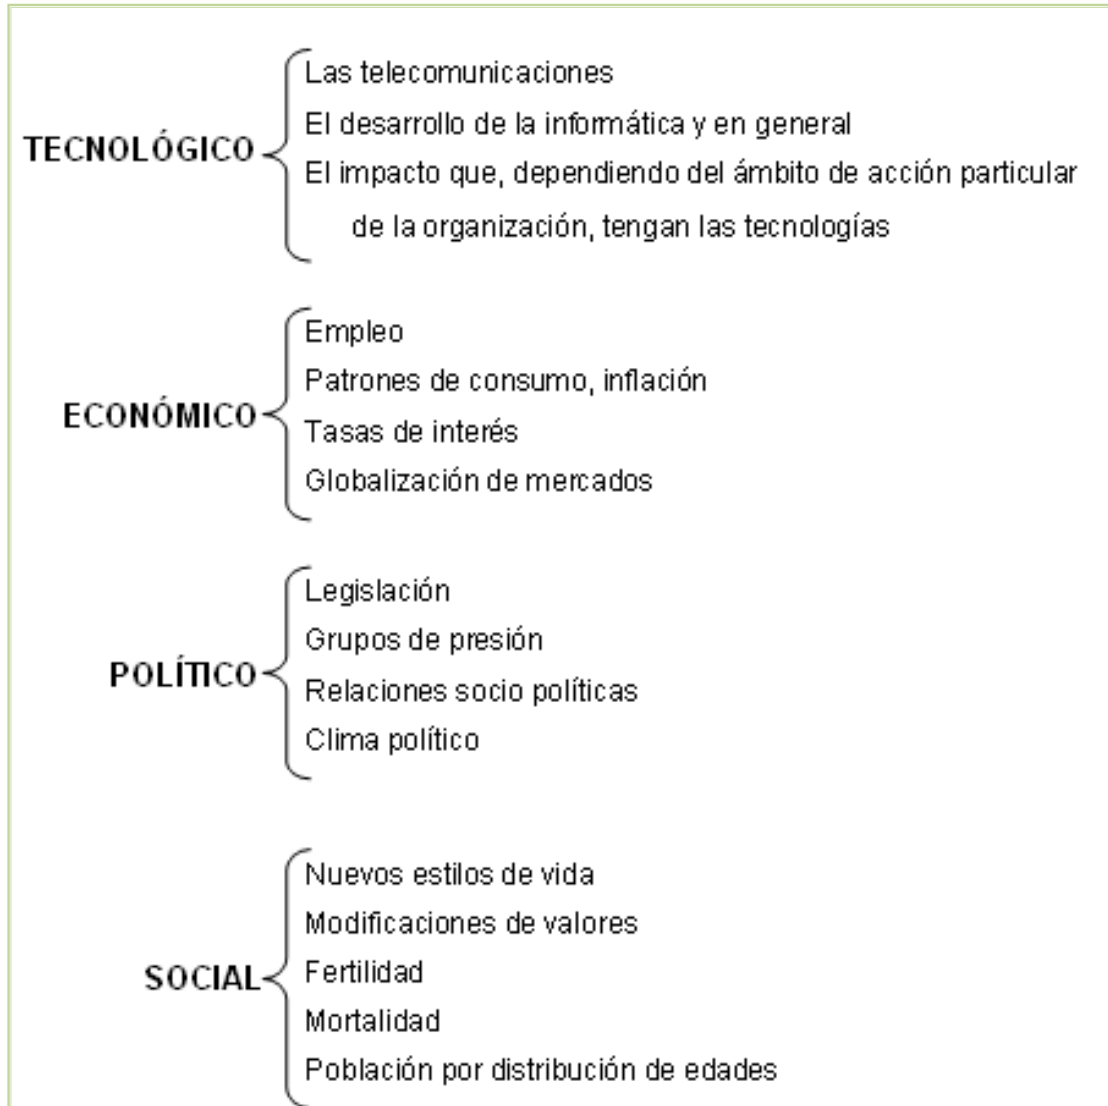 TECNOLÓGICO
Las telecomunicaciones
El desarrollo de la informática y en general
El impacto que, dependiendo del ámbito de acción particular
de la organización, tengan las tecnologías
ECONÓMICO
Empleo
Patrones de consumo, inflación
Tasas de interés
Globalización de mercados
POLÍTICO
Legislación
Grupos de presión
Relaciones socio políticas
Clima político
SOCIAL
Nuevos estilos de vida
Modificaciones de valores
Fertilidad
Mortalidad
Población por distribución de edades